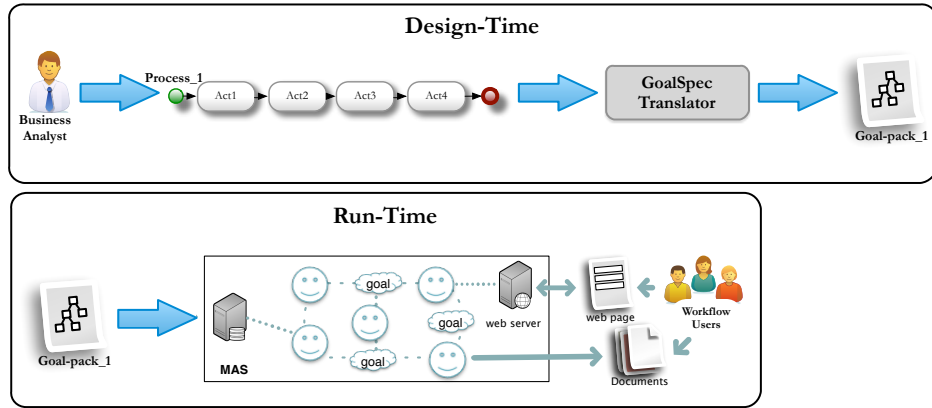 Design-Time
Process_1
Act1
Act2
Act3
Act4
GoalSpec
Translator
Business
Analyst
Goal-pack_1
Run-Time
goal
goal
goal
web server
MAS
Goal-pack_1
web page
Workflow
Users
Documents